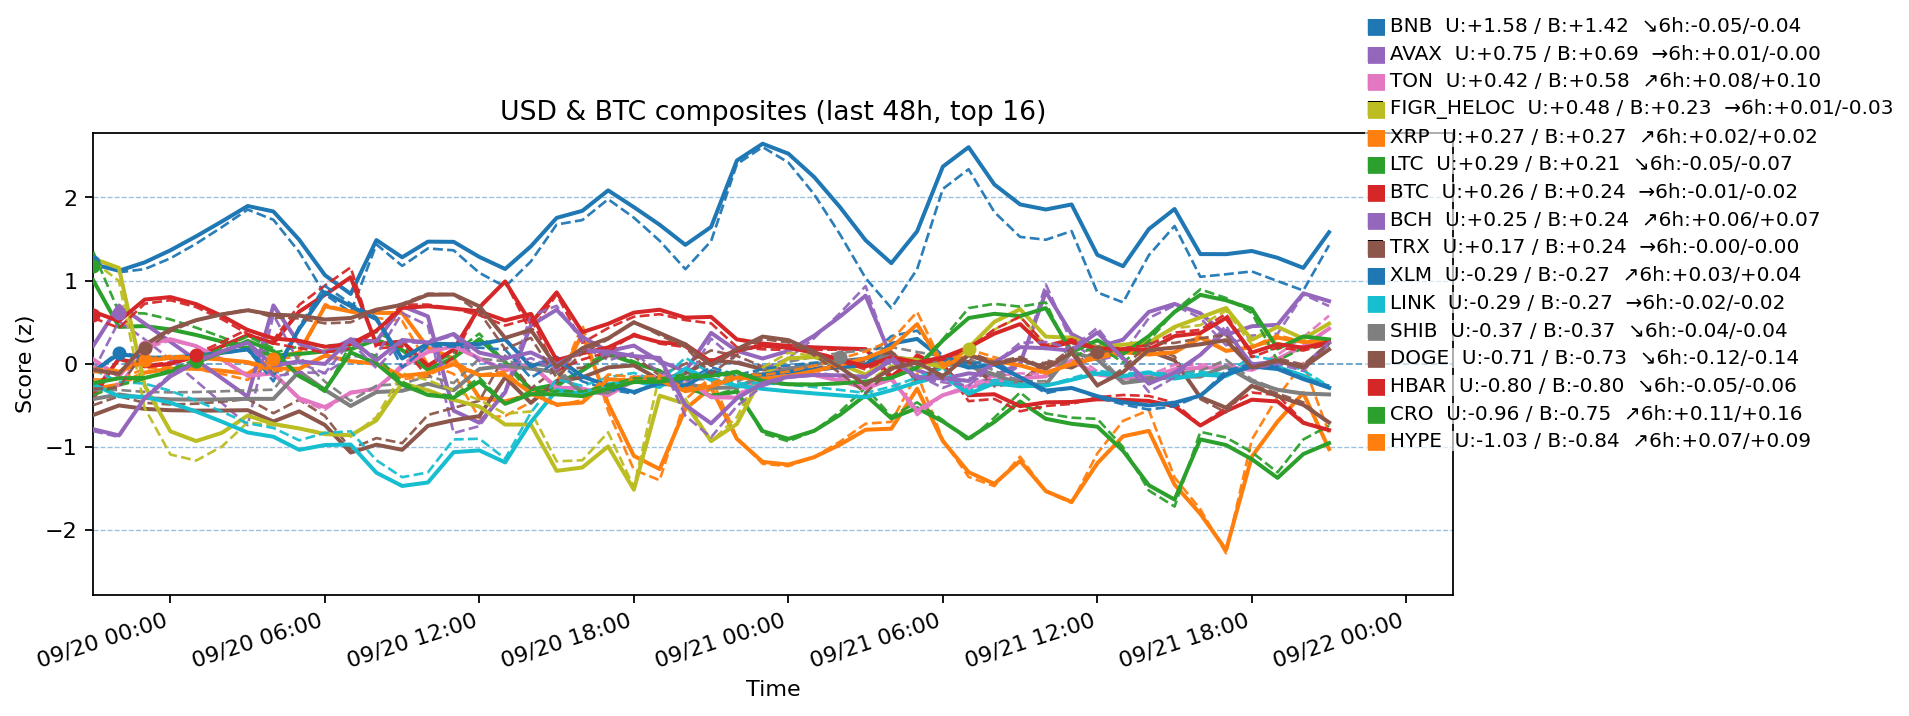 BNB  U:+1.58 / B:+1.42  ↘6h:-0.05/-0.04
AVAX  U:+0.75 / B:+0.69  →6h:+0.01/-0.00
TON  U:+0.42 / B:+0.58  ↗6h:+0.08/+0.10
FIGR_HELOC  U:+0.48 / B:+0.23  →6h:+0.01/-0.03
XRP  U:+0.27 / B:+0.27  ↗6h:+0.02/+0.02
LTC  U:+0.29 / B:+0.21  ↘6h:-0.05/-0.07
BTC  U:+0.26 / B:+0.24  →6h:-0.01/-0.02
BCH  U:+0.25 / B:+0.24  ↗6h:+0.06/+0.07
TRX  U:+0.17 / B:+0.24  →6h:-0.00/-0.00
XLM  U:-0.29 / B:-0.27  ↗6h:+0.03/+0.04
LINK  U:-0.29 / B:-0.27  →6h:-0.02/-0.02
SHIB  U:-0.37 / B:-0.37  ↘6h:-0.04/-0.04
DOGE  U:-0.71 / B:-0.73  ↘6h:-0.12/-0.14
HBAR  U:-0.80 / B:-0.80  ↘6h:-0.05/-0.06
CRO  U:-0.96 / B:-0.75  ↗6h:+0.11/+0.16
HYPE  U:-1.03 / B:-0.84  ↗6h:+0.07/+0.09
USD & BTC composites (last 48h, top 16)
Score (z)
2
1
0
−1
−2
09/20 00:00
09/20 06:00
09/20 12:00
09/20 18:00
09/21 00:00
09/21 06:00
09/21 12:00
09/21 18:00
09/22 00:00
Time